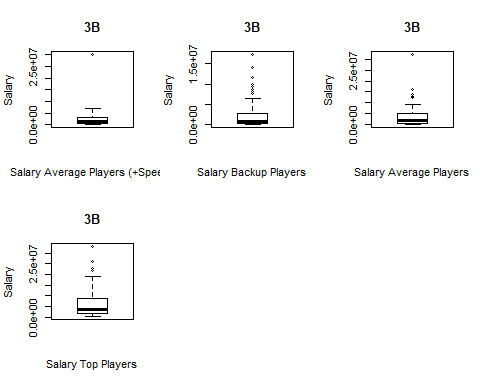 3B
3B
3B
Salary
0.0e+00
2.5e+07
Salary
0.0e+00
1.5e+07
Salary
0.0e+00
2.5e+07
Salary Average Players (+Spee
Salary Backup Players
Salary Average Players
3B
Salary
0.0e+00
2.5e+07
Salary Top Players